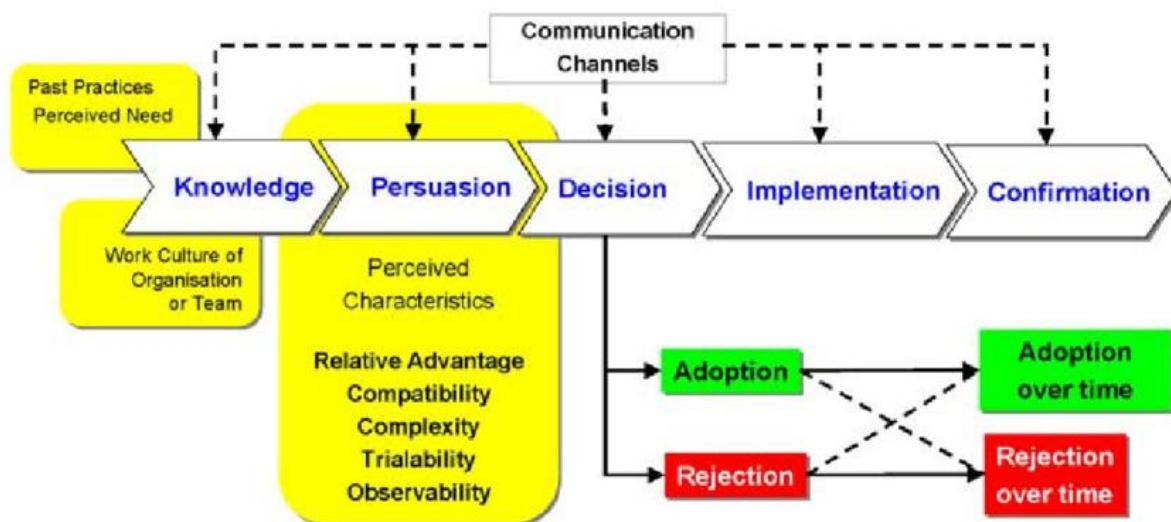 Communication
Channels
Past Practices
Perceived Need
Knowledge
Persuasion
Decision
Implementation
Confirmation
Work Culture of
Organisation
or Team
Perceived
Characteristics
Relative Advantage
Compatibility
Complexity
Trialability
Observability
Adoption
Adoption
over time
Rejection
Rejection
over time